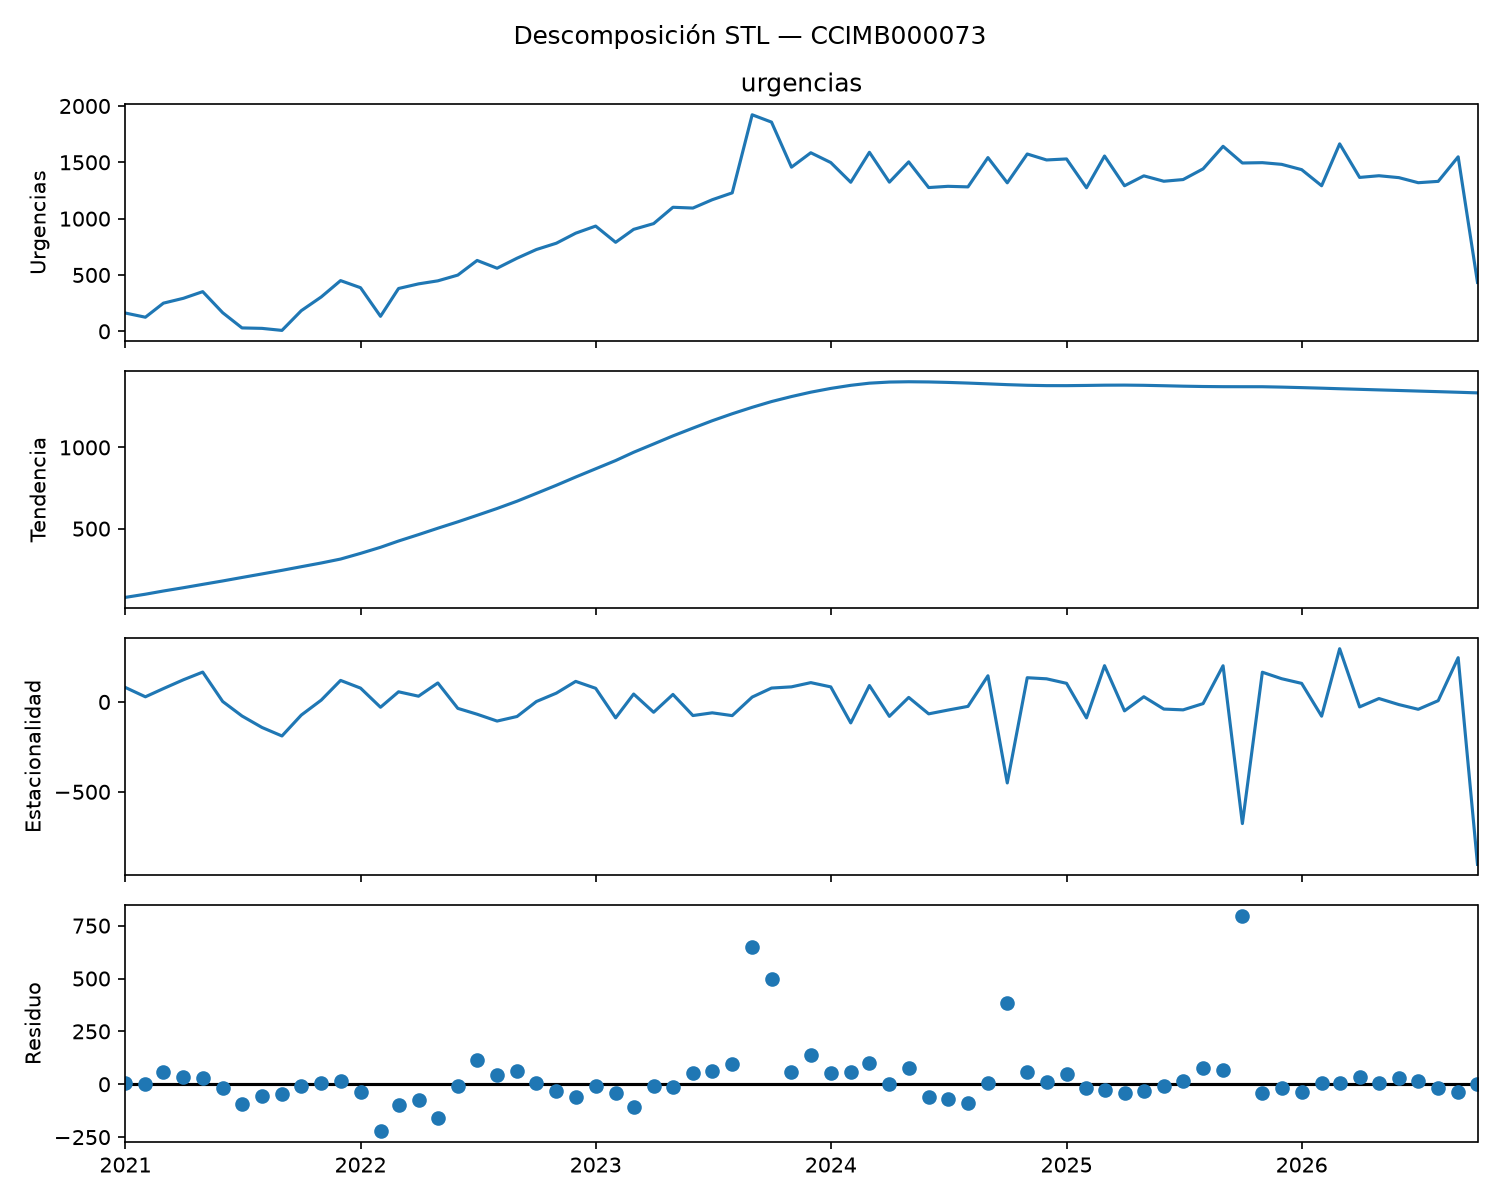 Descomposición STL — CCIMB000073
urgencias
2000
1500
1000
500
0
Urgencias
1000
500
Tendencia
0
−500
Estacionalidad
750
500
250
0
−250
Residuo
2021 2022 2023 2024 2025 2026